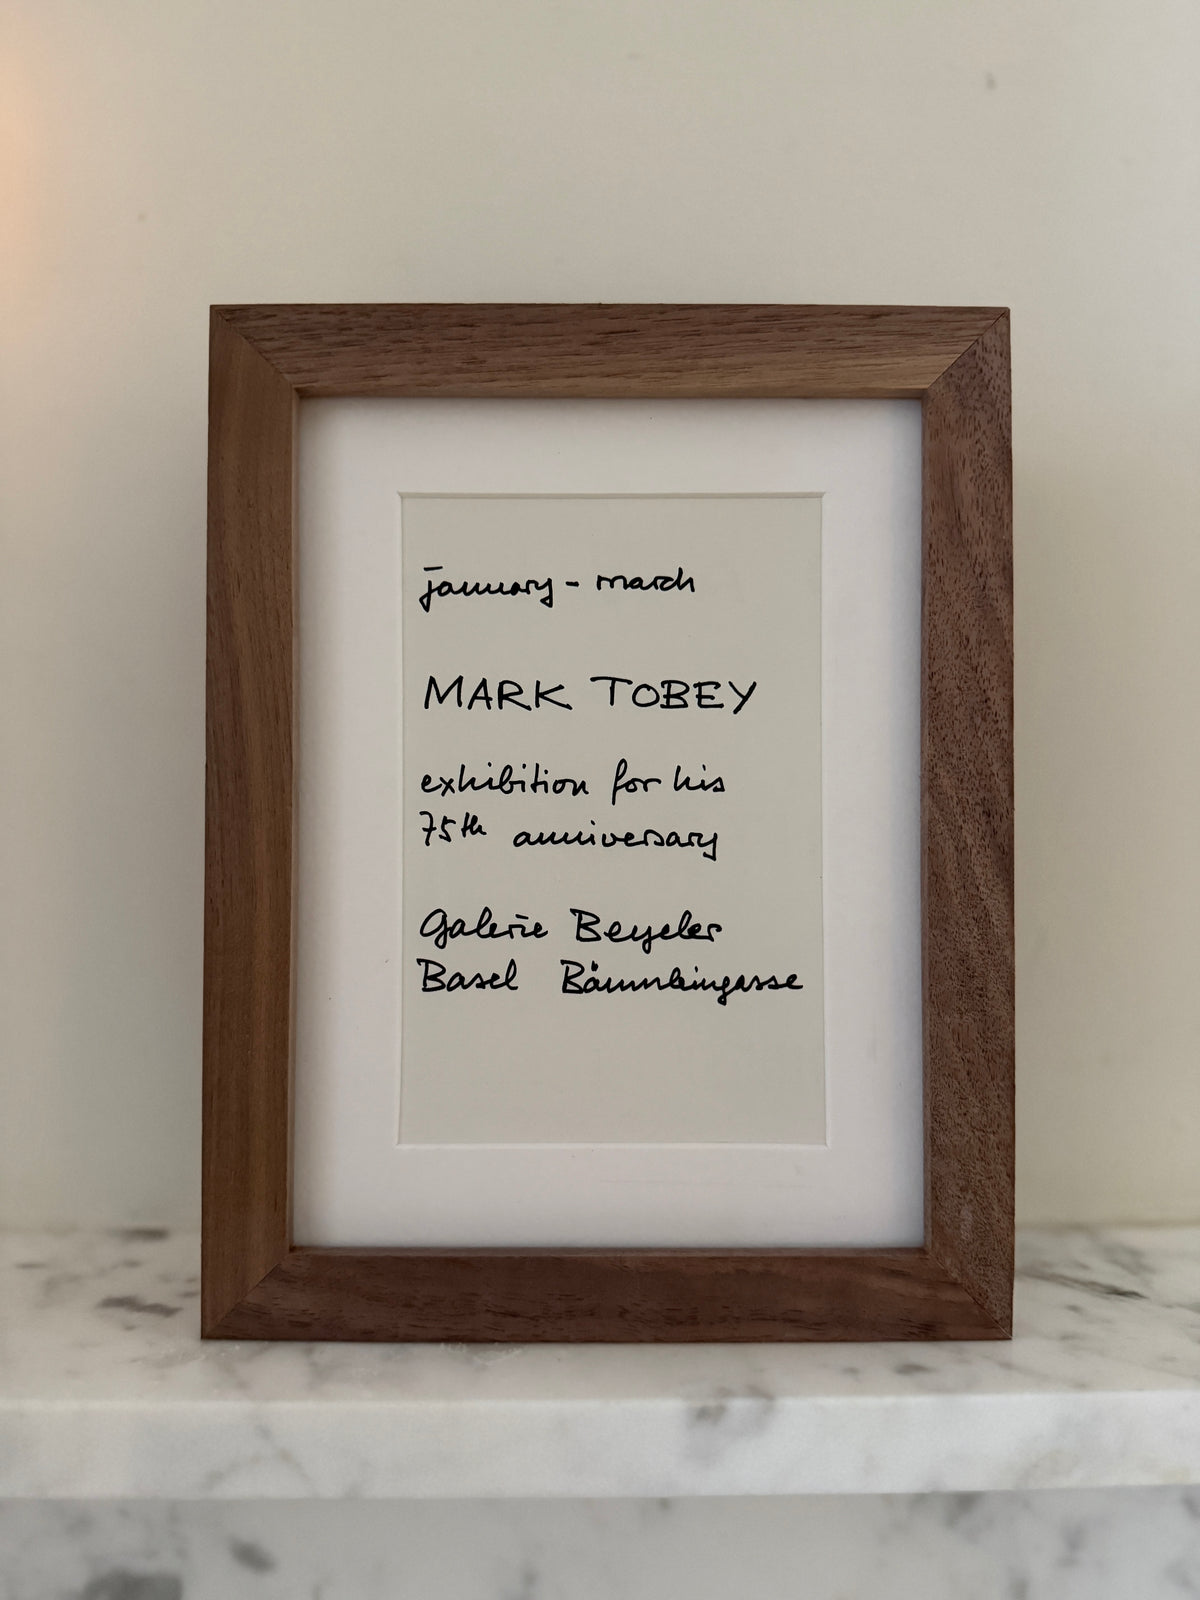 january - march
MARK TOBEY
exhibition for his
75th anniversary
Galerie Beyeler
Basel Bäumleingasse